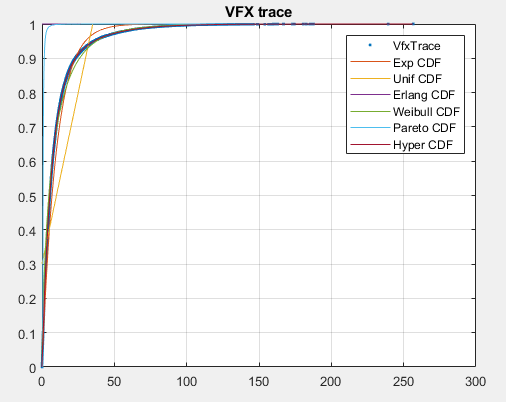 VFX trace
1
0.9
0.8
0.7
0.6
0.5
0.4
0.3
0.2
0.1
0
VfxTrace
Exp CDF
Unif CDF
Erlang CDF
Weibull CDF
Pareto CDF
Hyper CDF
0 50 100 150 200 250 300